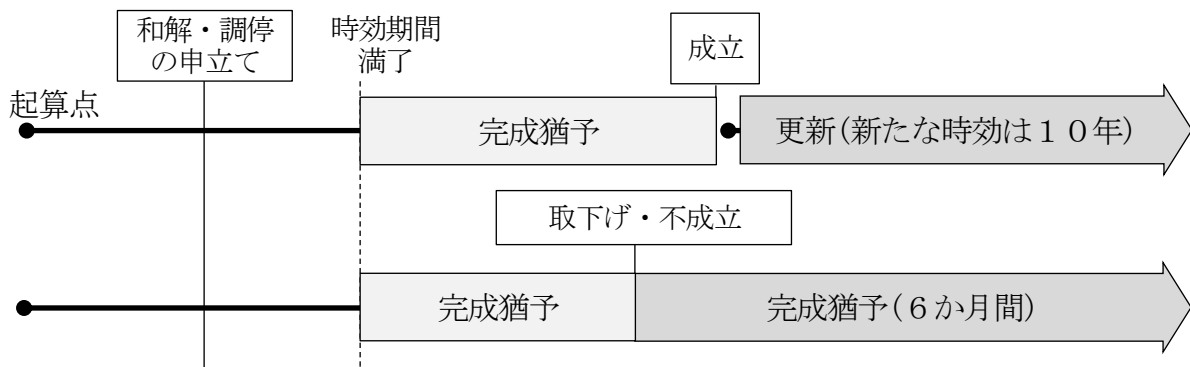 和解・調停
の申立て
時効期間
満了
成立
起算点
完成猶予
更新(新たな時効は１０年)
取下げ・不成立
完成猶予
完成猶予(６か月間)